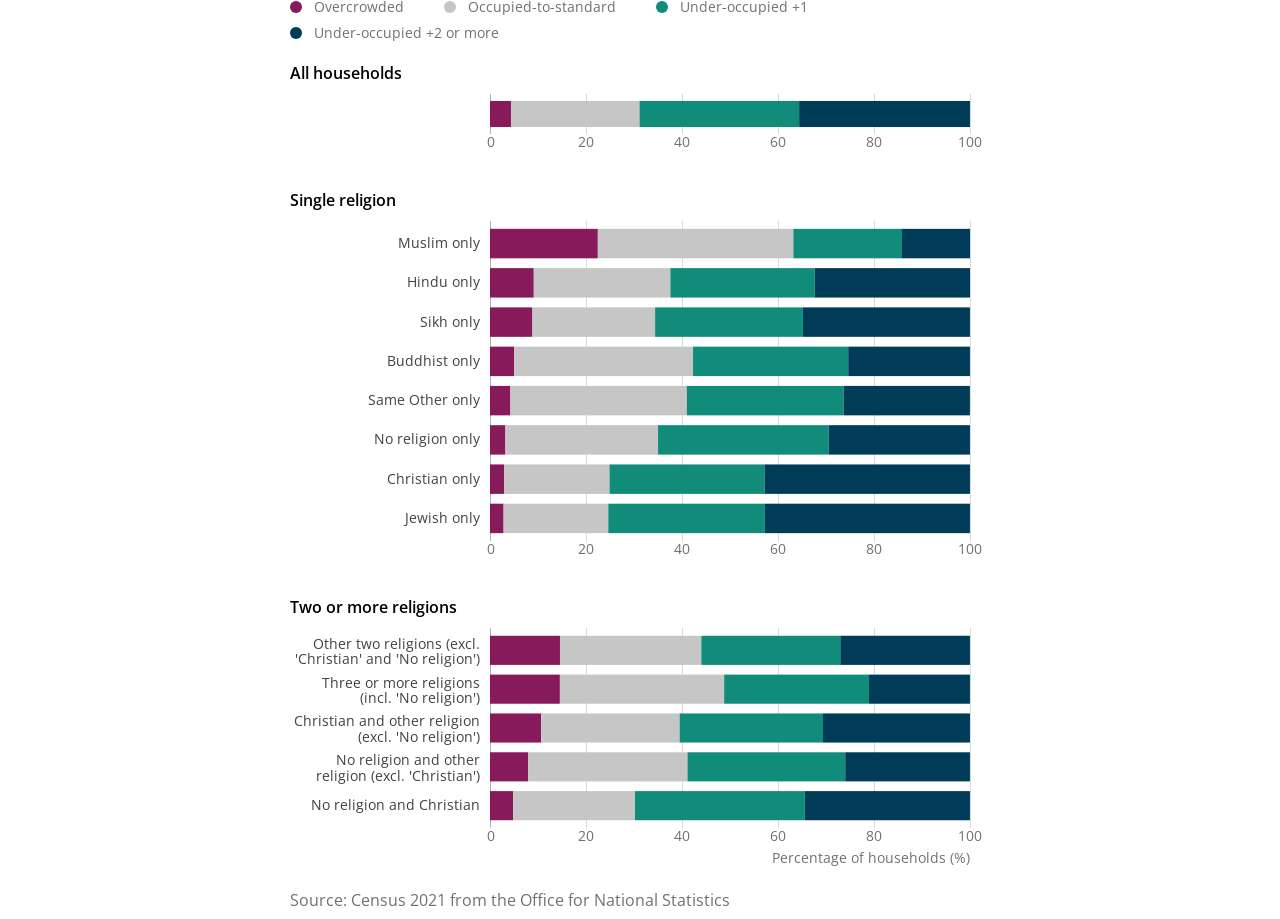 Overcrowded Occupied-to-standard Under-occupied +1
Under-occupied +2 or more
All households
0 20 40 60 80 100
Single religion
Muslim only
Hindu only
Sikh only
Buddhist only
Same Other only
No religion only
Christian only
Jewish only
0 20 40 60 80 100
Two or more religions
Other two religions (excl.
'Christian' and 'No religion')
Three or more religions
(incl. 'No religion')
Christian and other religion
(excl. 'No religion')
No religion and other
religion (excl. 'Christian')
No religion and Christian
0 20 40 60 80 100
Percentage of households (%)
Source: Census 2021 from the Office for National Statistics